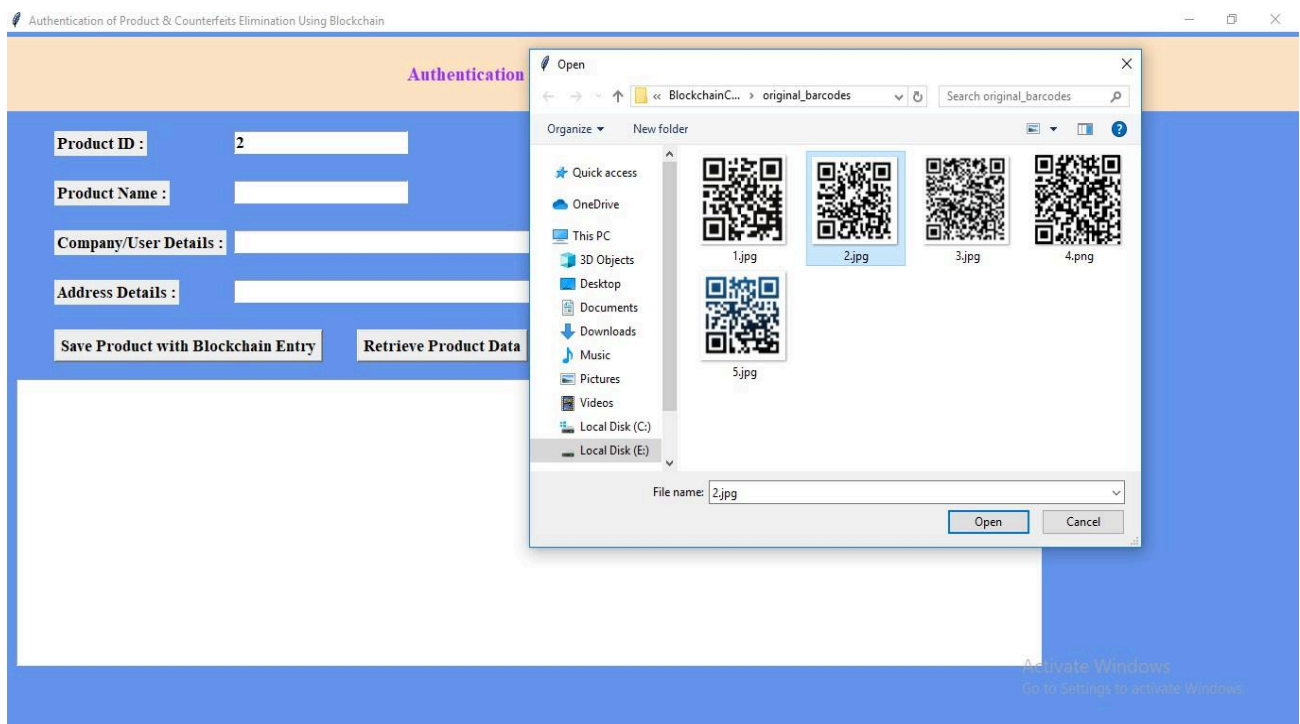 Authentication of Product & Counterfeits Elimination Using Blockchain
Authentication
Product ID :
2
Product Name :
Company/User Details :
Address Details :
Save Product with Blockchain Entry
Retrieve Product Data
Open
« BlockchainC... › original_barcodes
Search original_barcodes
Organize
New folder
Quick access
OneDrive
This PC
3D Objects
Desktop
Documents
Downloads
Music
Pictures
Videos
Local Disk (C:)
Local Disk (E:)
1.jpg
2.jpg
3.jpg
4.png
5.jpg
File name:
2.jpg
Open
Cancel
Activate Windows
Go to Settings to activate Windows.